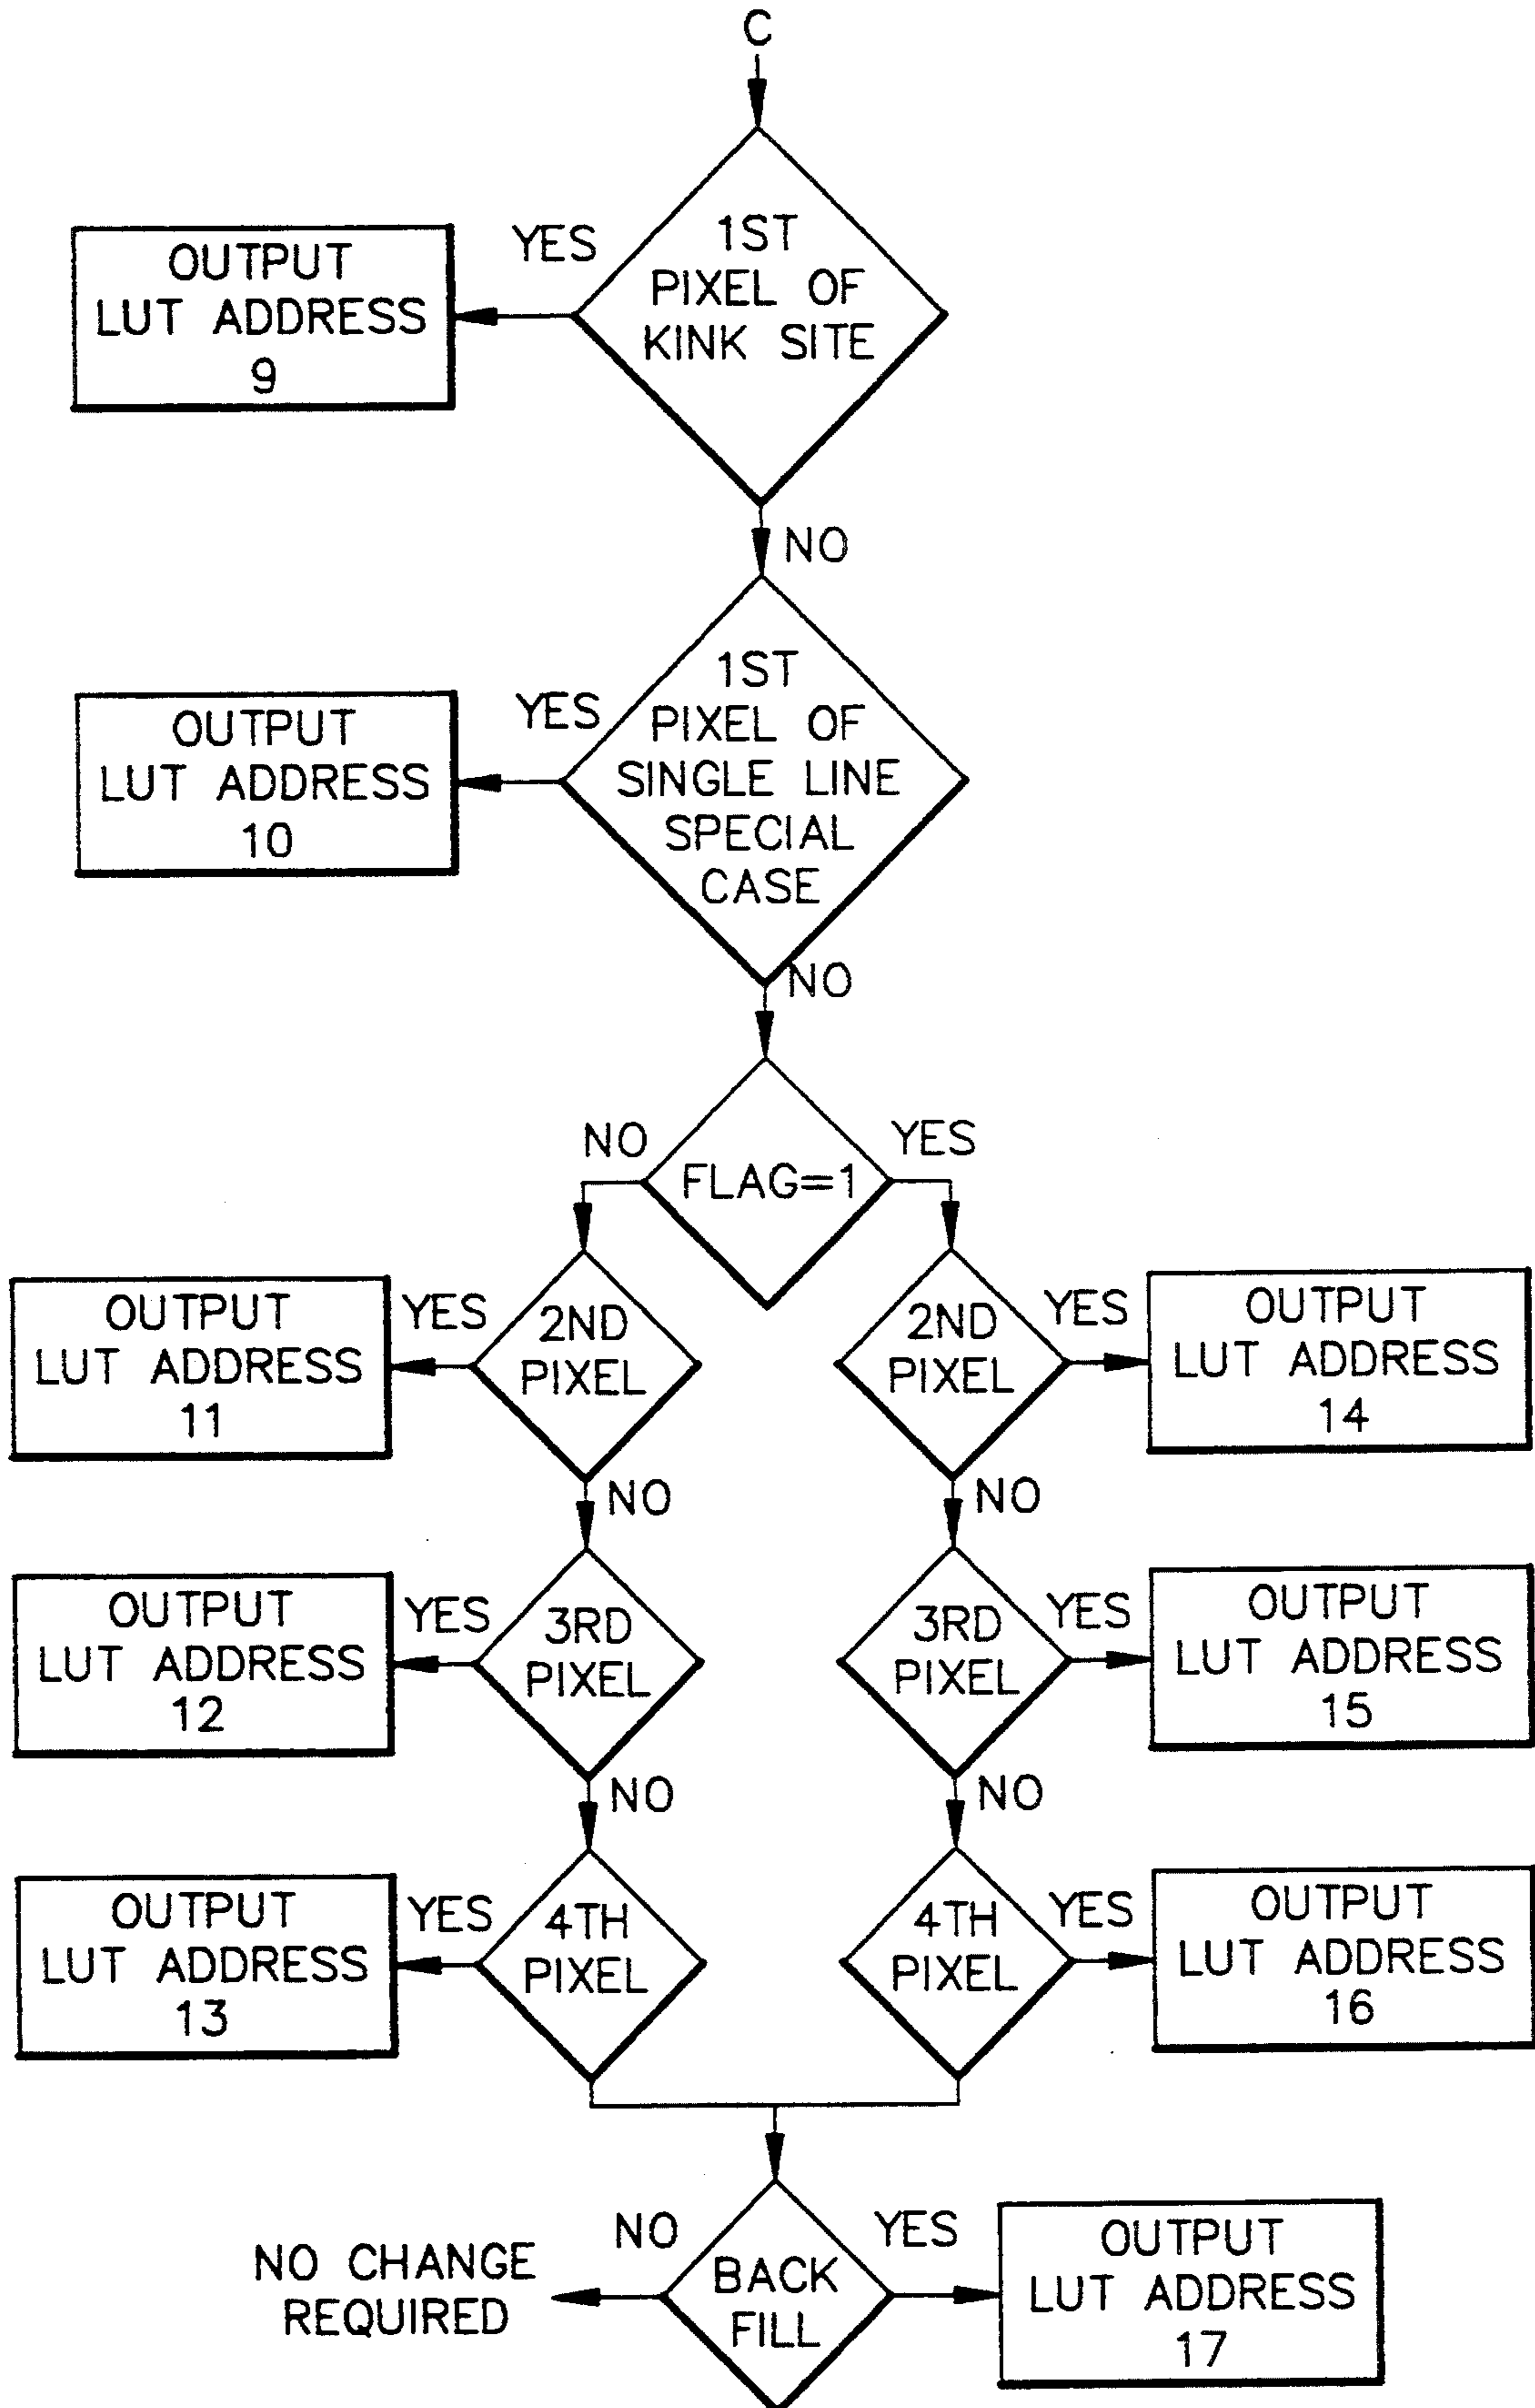 C
1ST
PIXEL OF
KINK SITE
YES
OUTPUT
LUT ADDRESS
9
NO
1ST
PIXEL OF
SINGLE LINE
SPECIAL
CASE
YES
OUTPUT
LUT ADDRESS
10
NO
FLAG=1
NO
YES
2ND
PIXEL
YES
OUTPUT
LUT ADDRESS
11
NO
2ND
PIXEL
YES
OUTPUT
LUT ADDRESS
14
NO
3RD
PIXEL
YES
OUTPUT
LUT ADDRESS
12
NO
3RD
PIXEL
YES
OUTPUT
LUT ADDRESS
15
NO
4TH
PIXEL
YES
OUTPUT
LUT ADDRESS
13
4TH
PIXEL
YES
OUTPUT
LUT ADDRESS
16
BACK
FILL
NO
NO CHANGE
REQUIRED
YES
OUTPUT
LUT ADDRESS
17